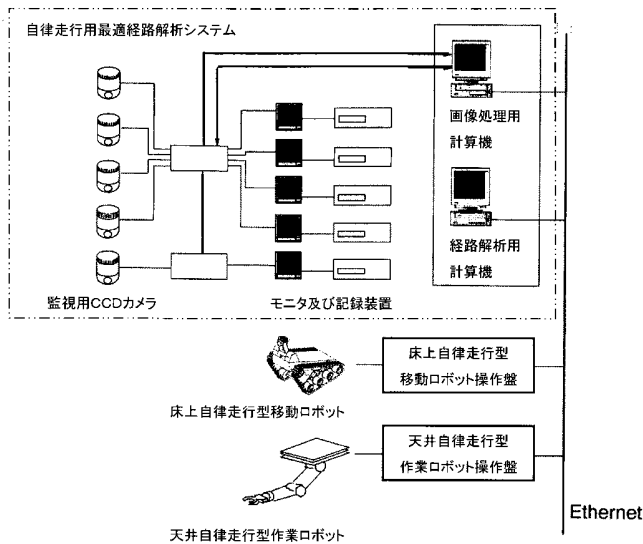 自律走行用最適経路解析システム
画像処理用
計算機
経路解析用
計算機
監視用CCDカメラ
モニタ及び記録装置
床上自律走行型
移動ロボット操作盤
床上自律走行型移動ロボット
天井自律走行型
作業ロボット操作盤
天井自律走行型作業ロボット
Ethernet